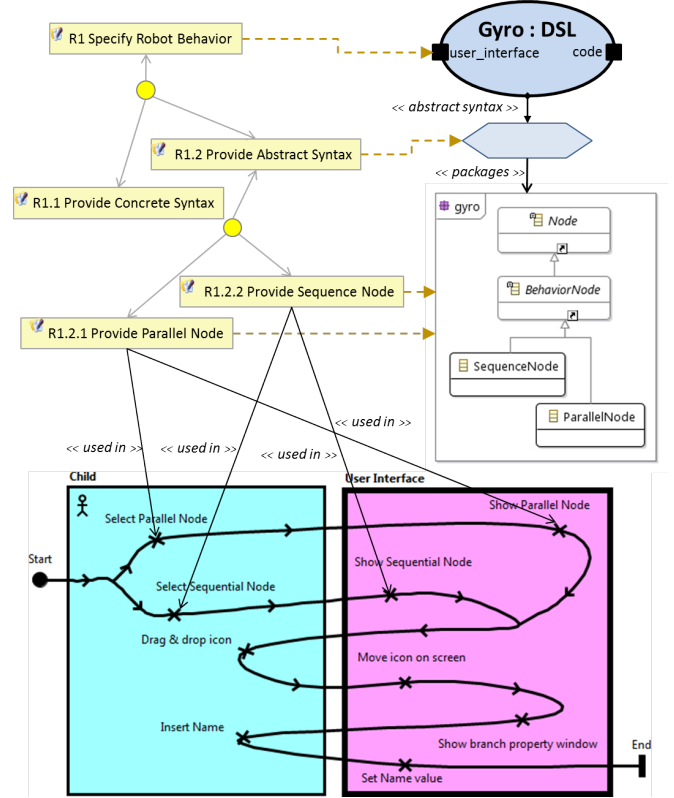 R1 Specify Robot Behavior
Gyro : DSL
user_interface
code
<< abstract syntax >>
R1.2 Provide Abstract Syntax
<< packages >>
R1.1 Provide Concrete Syntax
gyro
Node
R1.2.2 Provide Sequence Node
BehaviorNode
R1.2.1 Provide Parallel Node
SequenceNode
ParallelNode
<< used in >>
<< used in >>
<< used in >>
<< used in >>
Child
User Interface
Select Parallel Node
Show Parallel Node
Start
Show Sequential Node
Select Sequential Node
Drag & drop icon
Move icon on screen
Insert Name
Show branch property window
End
Set Name value